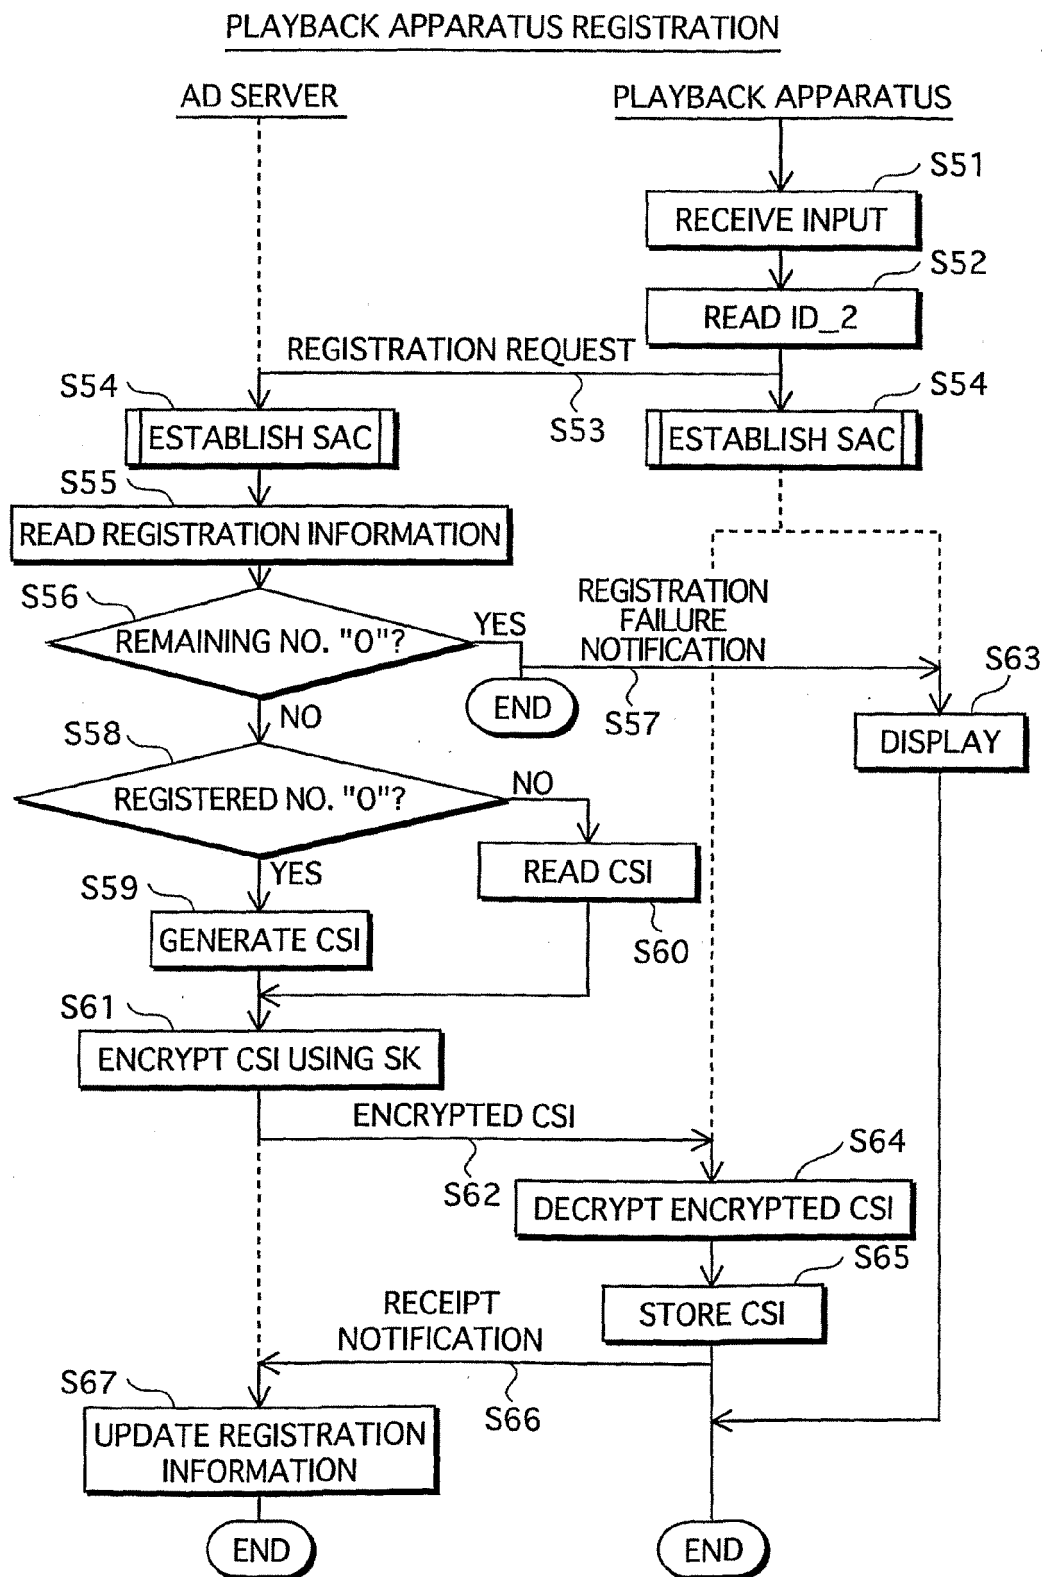 PLAYBACK APPARATUS REGISTRATION
AD SERVER
PLAYBACK APPARATUS
S51
RECEIVE INPUT
S52
READ ID_2
REGISTRATION REQUEST
S53
S54
ESTABLISH SAC
S54
ESTABLISH SAC
S55
READ REGISTRATION INFORMATION
S56
REMAINING NO. "0"?
YES
NO
END
REGISTRATION
FAILURE
NOTIFICATION
S57
S63
DISPLAY
S58
REGISTERED NO. "0"?
NO
YES
READ CSI
S60
S59
GENERATE CSI
S61
ENCRYPT CSI USING SK
ENCRYPTED CSI
S62
S64
DECRYPT ENCRYPTED CSI
S65
STORE CSI
RECEIPT
NOTIFICATION
S66
S67
UPDATE REGISTRATION
INFORMATION
END
END